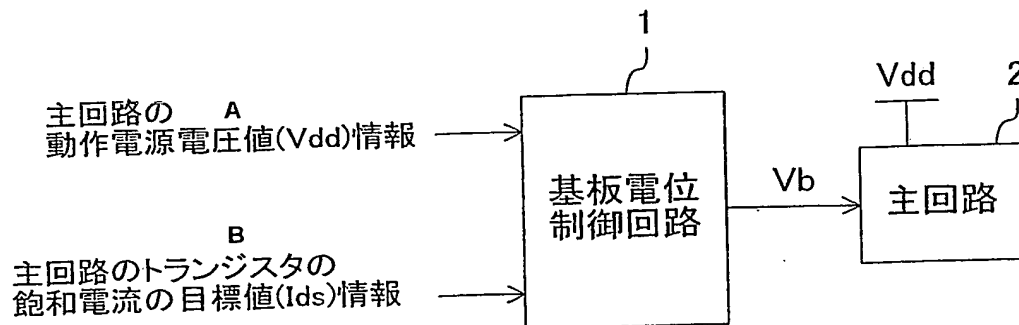 1
Vdd
2
主回路の A
動作電源電圧値(Vdd)情報
基板電位
制御回路
Vb
主回路
B
主回路のトランジスタの
飽和電流の目標値(Ids)情報